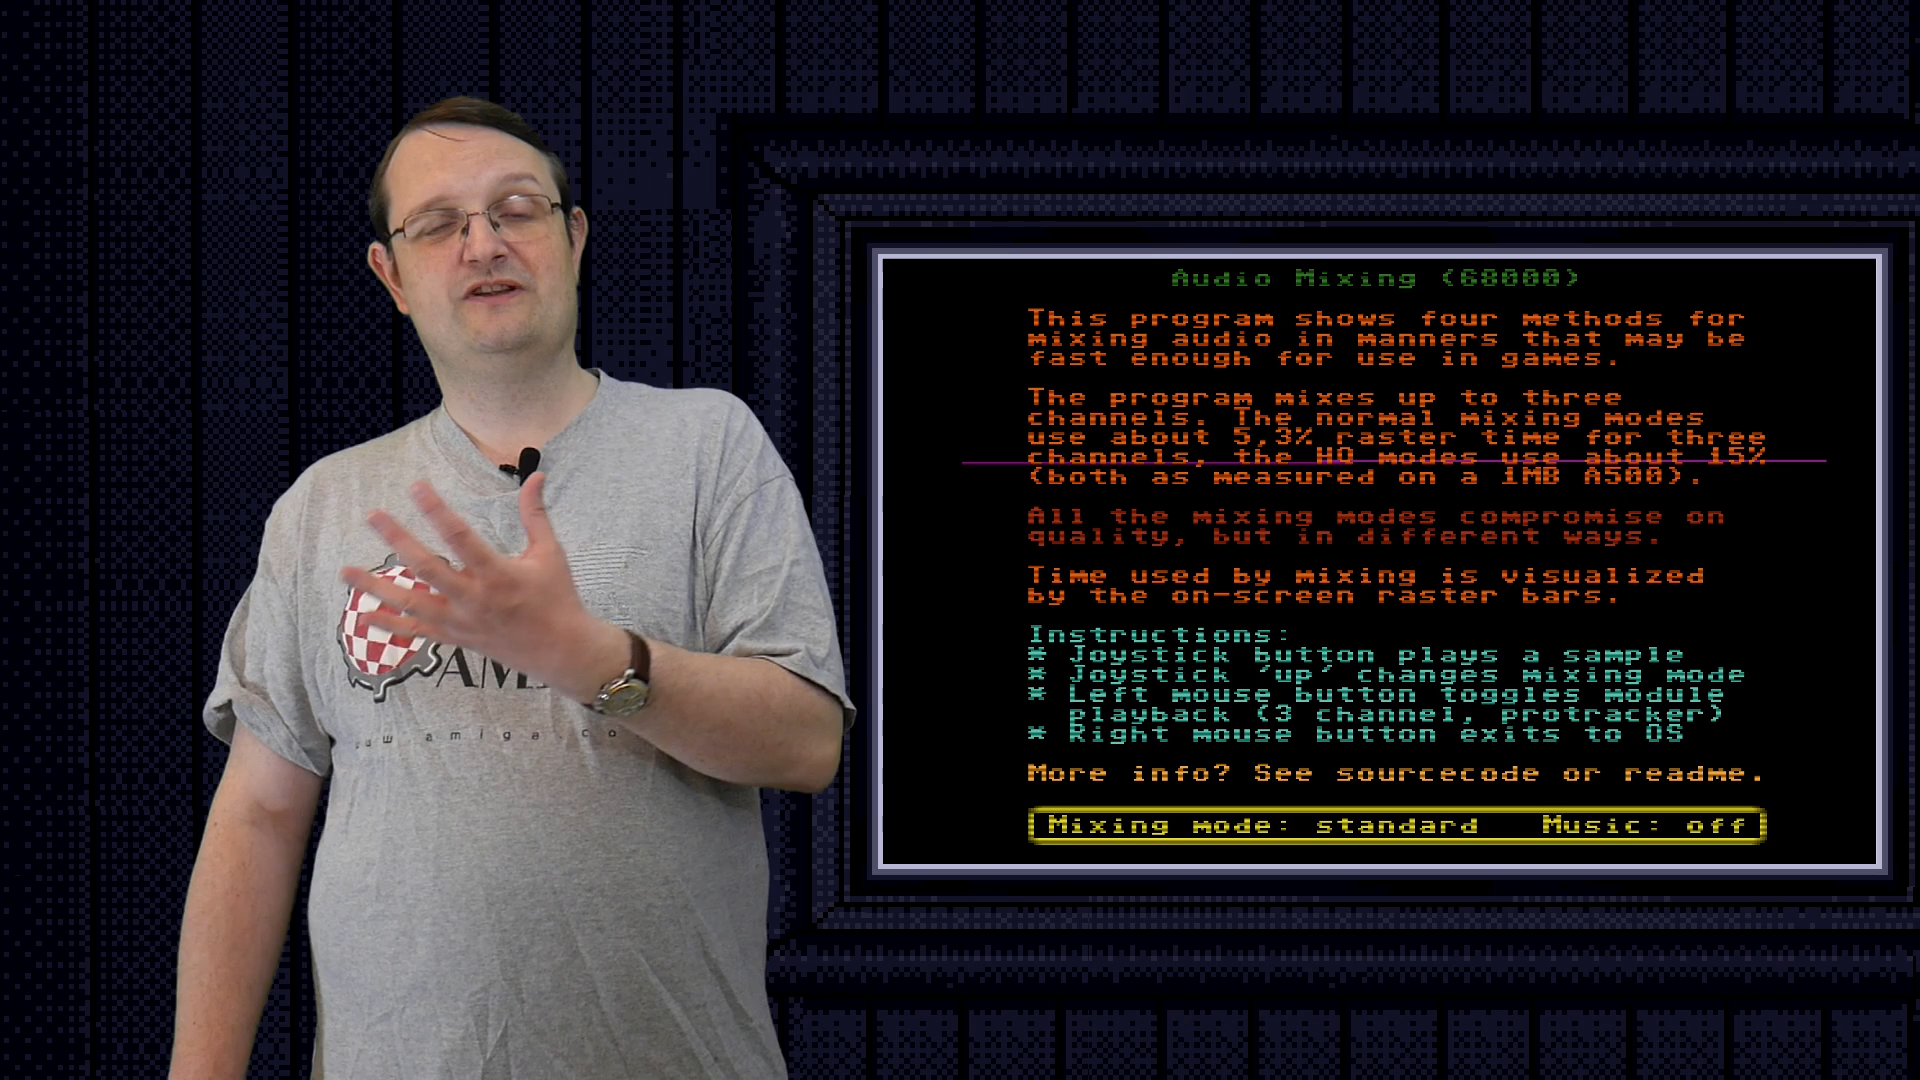 Audio Mixing (68000)
This program shows four methods for
mixing audio in manners that may be
fast enough for use in games.
The program mixes up to three
channels. The normal mixing modes
use about 5,3% raster time for three
channels, the HQ modes use about 15%
(both as measured on a 1MB A500).
All the mixing modes compromise on
quality, but in different ways.
Time used by mixing is visualized
by the on-screen raster bars.
Instructions:
* Joystick button plays a sample
* Joystick 'up' changes mixing mode
* Left mouse button toggles module
playback (3 channel, protracker)
* Right mouse button exits to OS
More info? See sourcecode or readme.
Mixing mode: standard Music: off